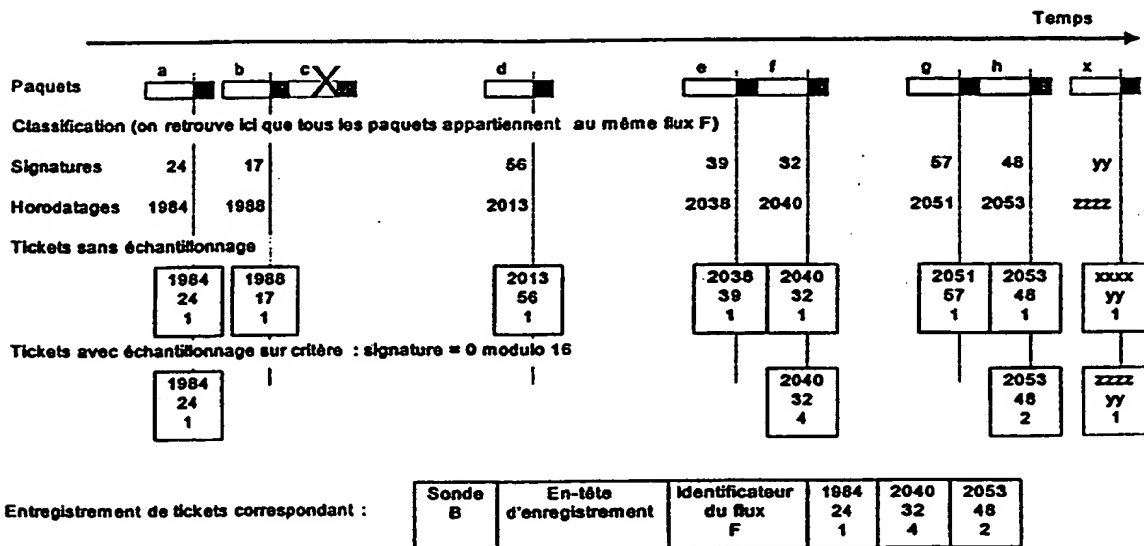 Temps
a b c d e f g h x
Paquets
X
Classification (on retrouve ici que tous les paquets appartiennent au même flux F)
Signatures 24 17 56 39 32 57 48 yy
Horodatages 1984 1988 2013 2038 2040 2051 2053 zzzz
Tickets sans échantillonnage
1984 1988 2013 2038 2040 2051 2053 xxxx
24 17 56 39 32 57 48 yy
1 1 1 1 1 1 1 1
Tickets avec échantillonnage sur critère : signature = 0 modulo 16
1984 2040 2053 zzzz
24 32 48 yy
1 4 2 1
Sonde En-tête Identificateur 1984 2040 2053
Entregistrement de tickets correspondant : B d'enregistrement du flux 24 32 48
F 1 4 2